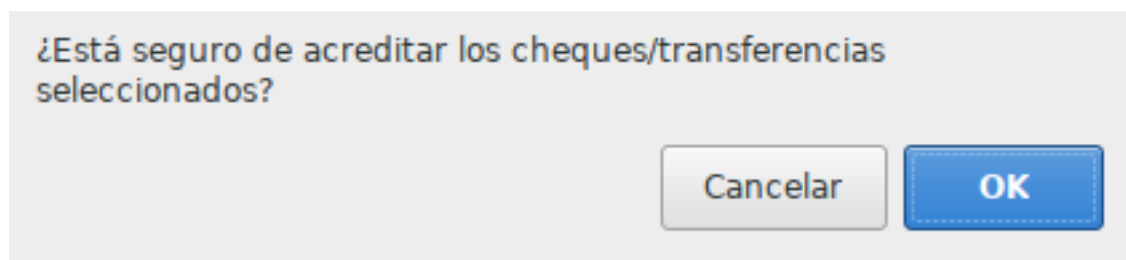 ¿Está seguro de acreditar los cheques/transferencias
seleccionados?
Cancelar
OK